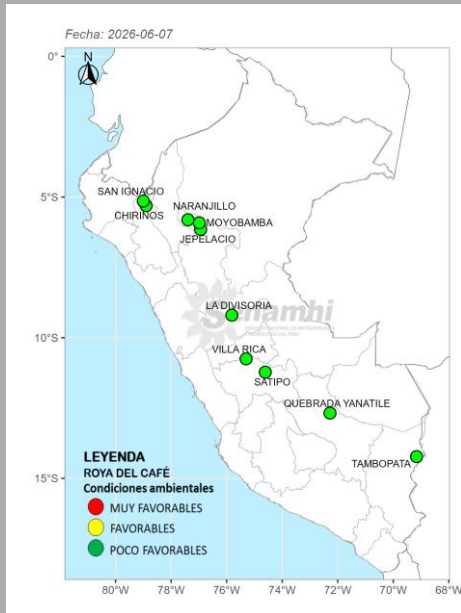 Fecha: 2026-06-07
N
0°
5°S
SAN IGNACIO
NARANJILLO
CHIRINOS
MOYOBAMBA
JEPELACIO
LA DIVISORIA
Senamhi
10°S
VILLA RICA
SATIPO
QUEBRADA YANATILE
TAMBOPATA
15°S
LEYENDA
ROYA DEL CAFÉ
Condiciones ambientales
MUY FAVORABLES
FAVORABLES
POCO FAVORABLES
80°W 78°W 76°W 74°W 72°W 70°W 68°W